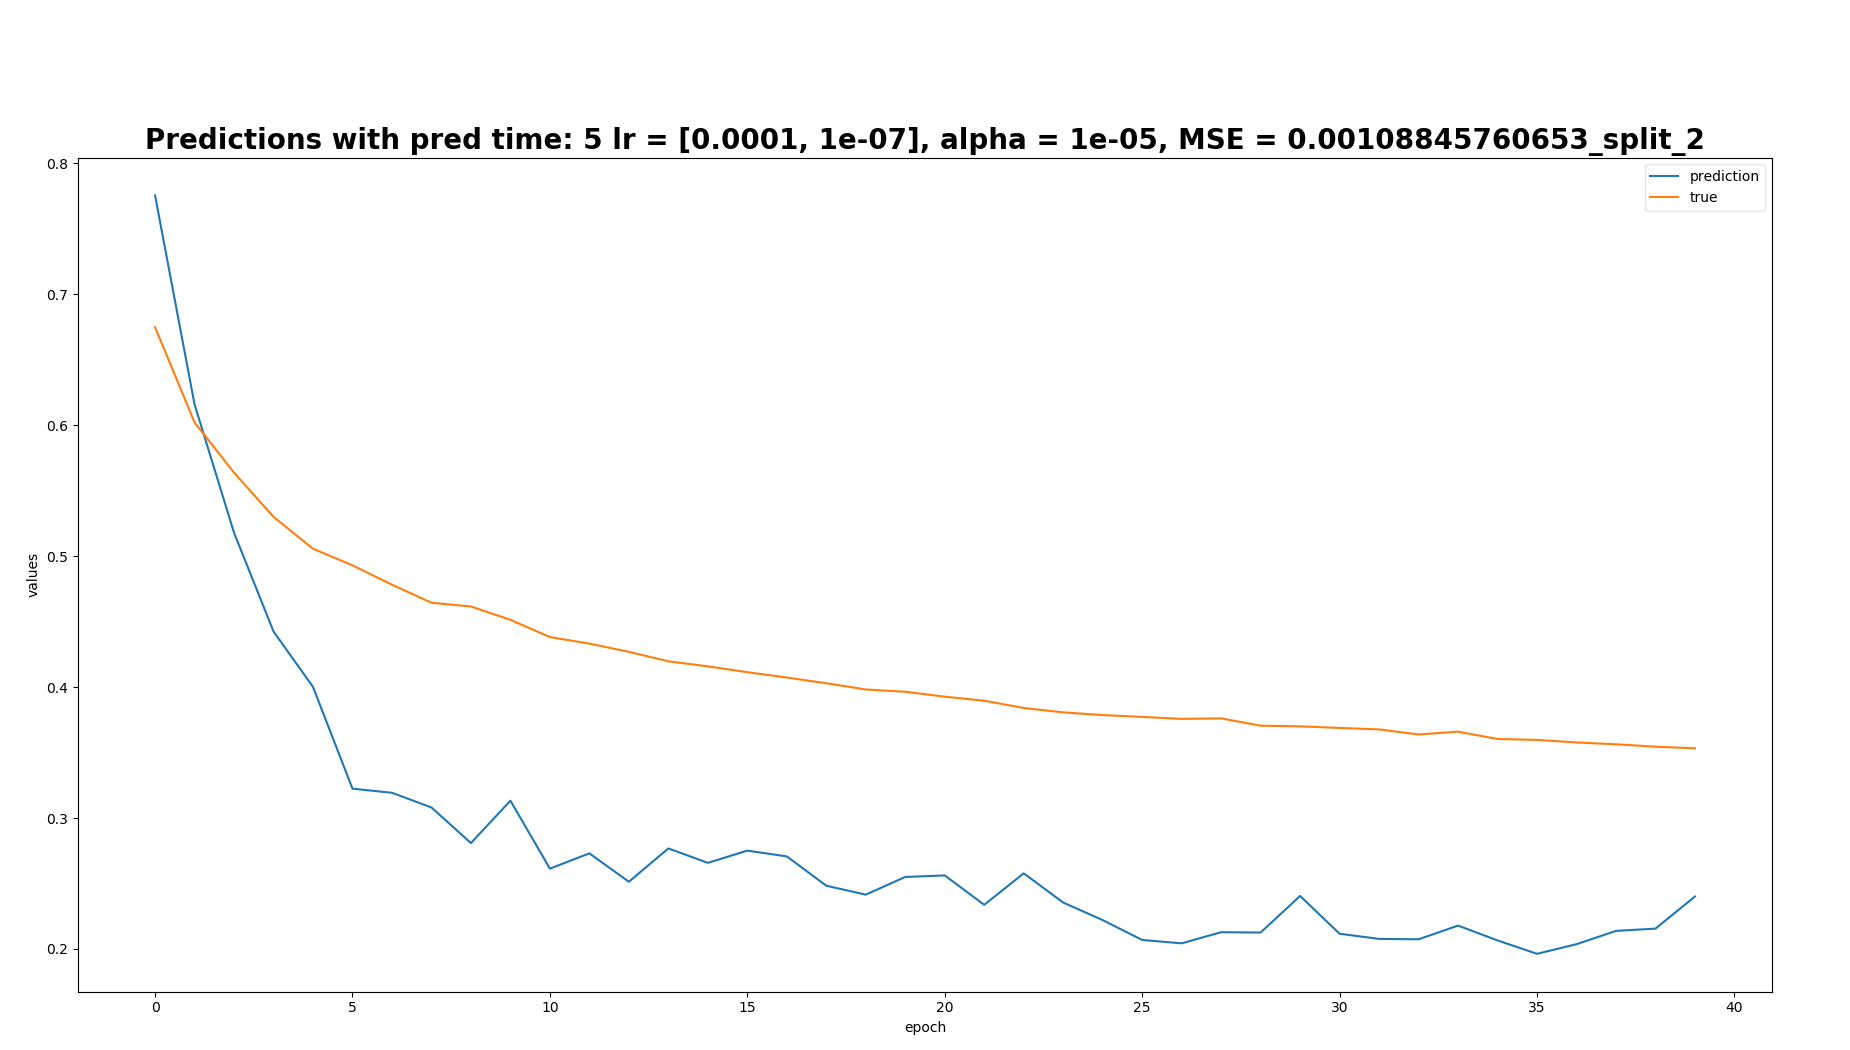 Predictions with pred time: 5 lr = [0.0001, 1e-07], alpha = 1e-05, MSE = 0.00108845760653_split_2
prediction
true
values
0.8
0.7
0.6
0.5
0.4
0.3
0.2
0 5 10 15 20 25 30 35 40
epoch